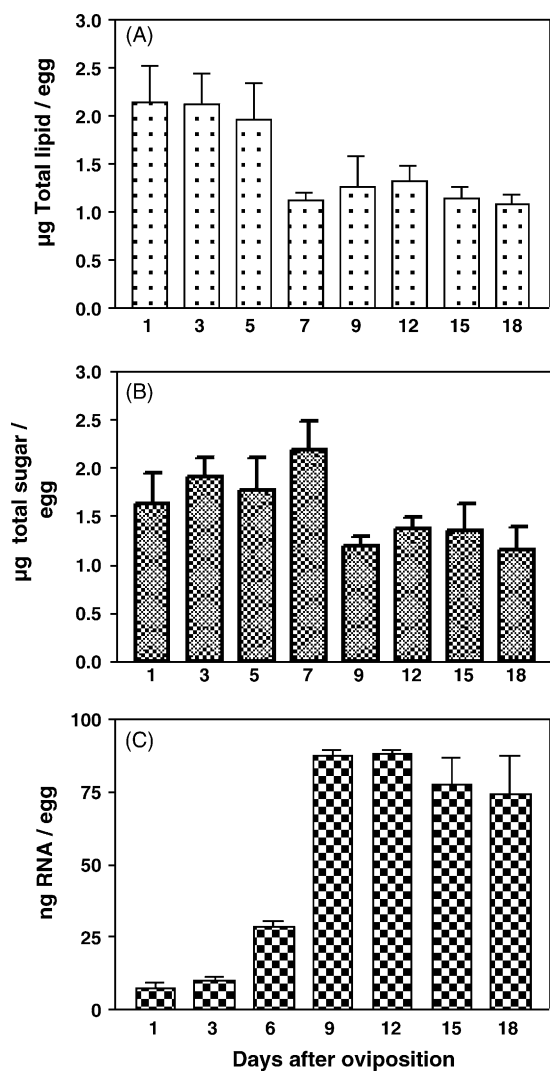 (A)
µg Total lipid / egg
3.0
2.5
2.0
1.5
1.0
0.5
0.0
1 3 5 7 9 12 15 18
(B)
µg total sugar /
egg
3.0
2.5
2.0
1.5
1.0
0.5
0.0
1 3 5 7 9 12 15 18
(C)
ng RNA / egg
100
75
50
25
0
1 3 6 9 12 15 18
Days after oviposition